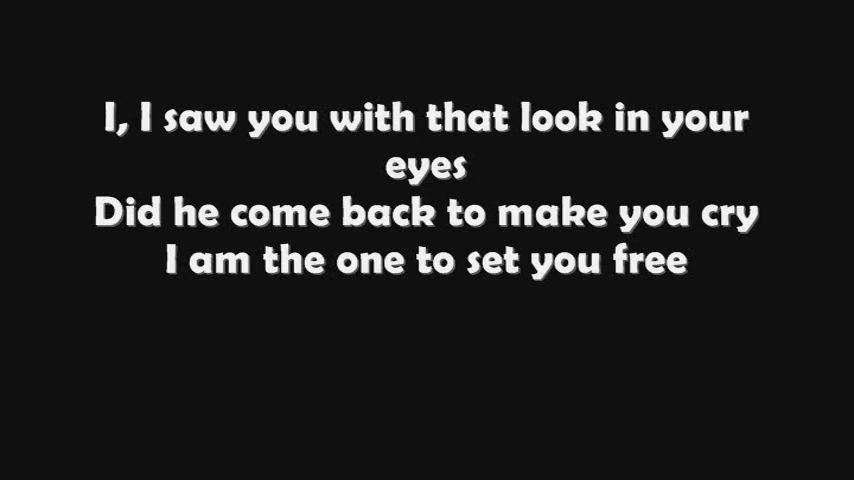 I, I saw you with that look in your
eyes
Did he come back to make you cry
I am the one to set you free